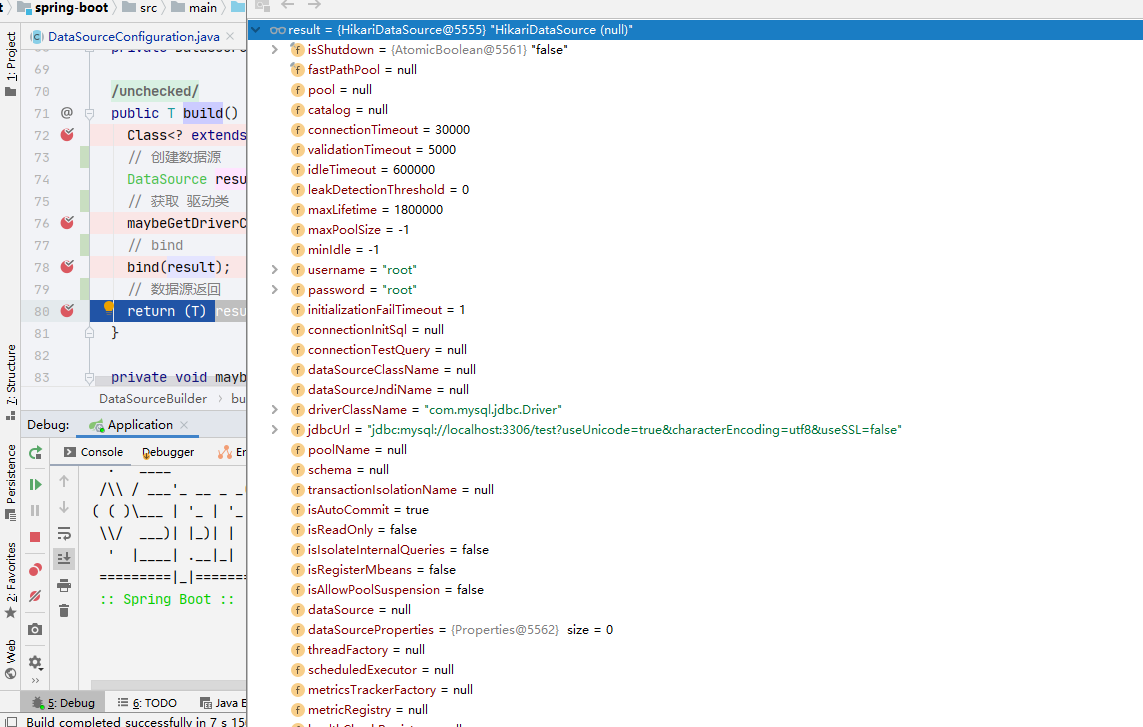 t spring-boot src main
DataSourceConfiguration.java
1: Project
69
70 /unchecked/
71 @ public T build()
72 Class<? extends
73 // 创建数据源
74 DataSource resu
75 // 获取 驱动类
76 maybeGetDriverC
77 // bind
78 bind(result);
79 // 数据源返回
80 return (T) resu
81 }
82
83 private void mayb
DataSourceBuilder bu
7: Structure
Debug: Application
Console Debugger Er
Persistence
2: Favorites
Web
:: Spring Boot ::
5: Debug 6: TODO Java E
Build completed successfully in 7 s 150
result = {HikariDataSource@5555} "HikariDataSource (null)"
isShutdown = {AtomicBoolean@5561} "false"
fastPathPool = null
pool = null
catalog = null
connectionTimeout = 30000
validationTimeout = 5000
idleTimeout = 600000
leakDetectionThreshold = 0
maxLifetime = 1800000
maxPoolSize = -1
minIdle = -1
username = "root"
password = "root"
initializationFailTimeout = 1
connectionInitSql = null
connectionTestQuery = null
dataSourceClassName = null
dataSourceJndiName = null
driverClassName = "com.mysql.jdbc.Driver"
jdbcUrl = "jdbc:mysql://localhost:3306/test?useUnicode=true&characterEncoding=utf8&useSSL=false"
poolName = null
schema = null
transactionIsolationName = null
isAutoCommit = true
isReadOnly = false
isIsolateInternalQueries = false
isRegisterMbeans = false
isAllowPoolSuspension = false
dataSource = null
dataSourceProperties = {Properties@5562} size = 0
threadFactory = null
scheduledExecutor = null
metricsTrackerFactory = null
metricRegistry = null